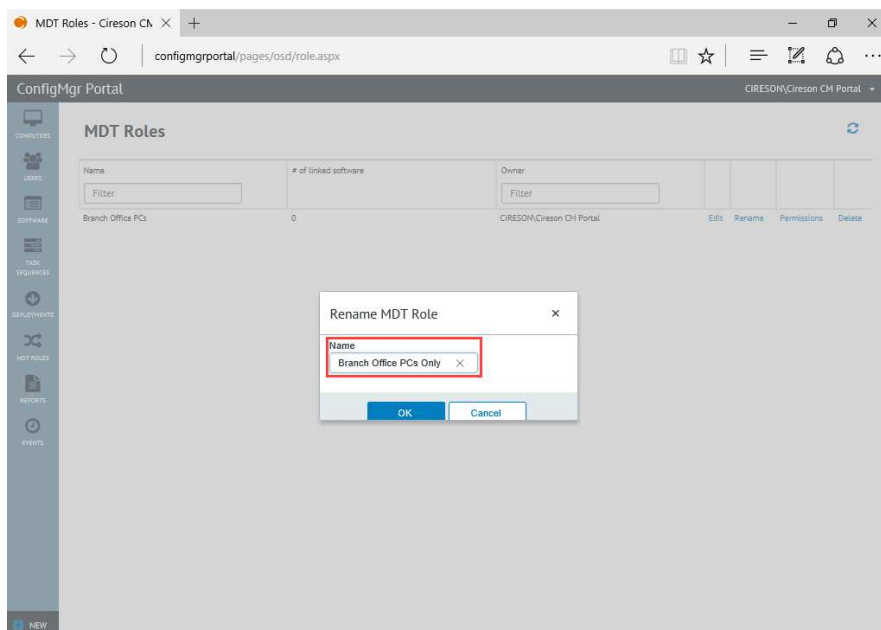 MDT Roles - Cireson CM
configmgrportal/pages/osd/role.aspx
ConfigMgr Portal
CIRESON\Cireson CM Portal
COMPUTERS
USERS
SOFTWARE
TASK
SEQUENCES
DEPLOYMENTS
MDT ROLES
REPORTS
EVENTS
NEW
MDT Roles
Name # of linked software Owner
Filter Filter
Branch Office PCs 0 CIRESON\Cireson CM Portal Edit Rename Permissions Delete
Rename MDT Role
Name
Branch Office PCs Only
OK Cancel